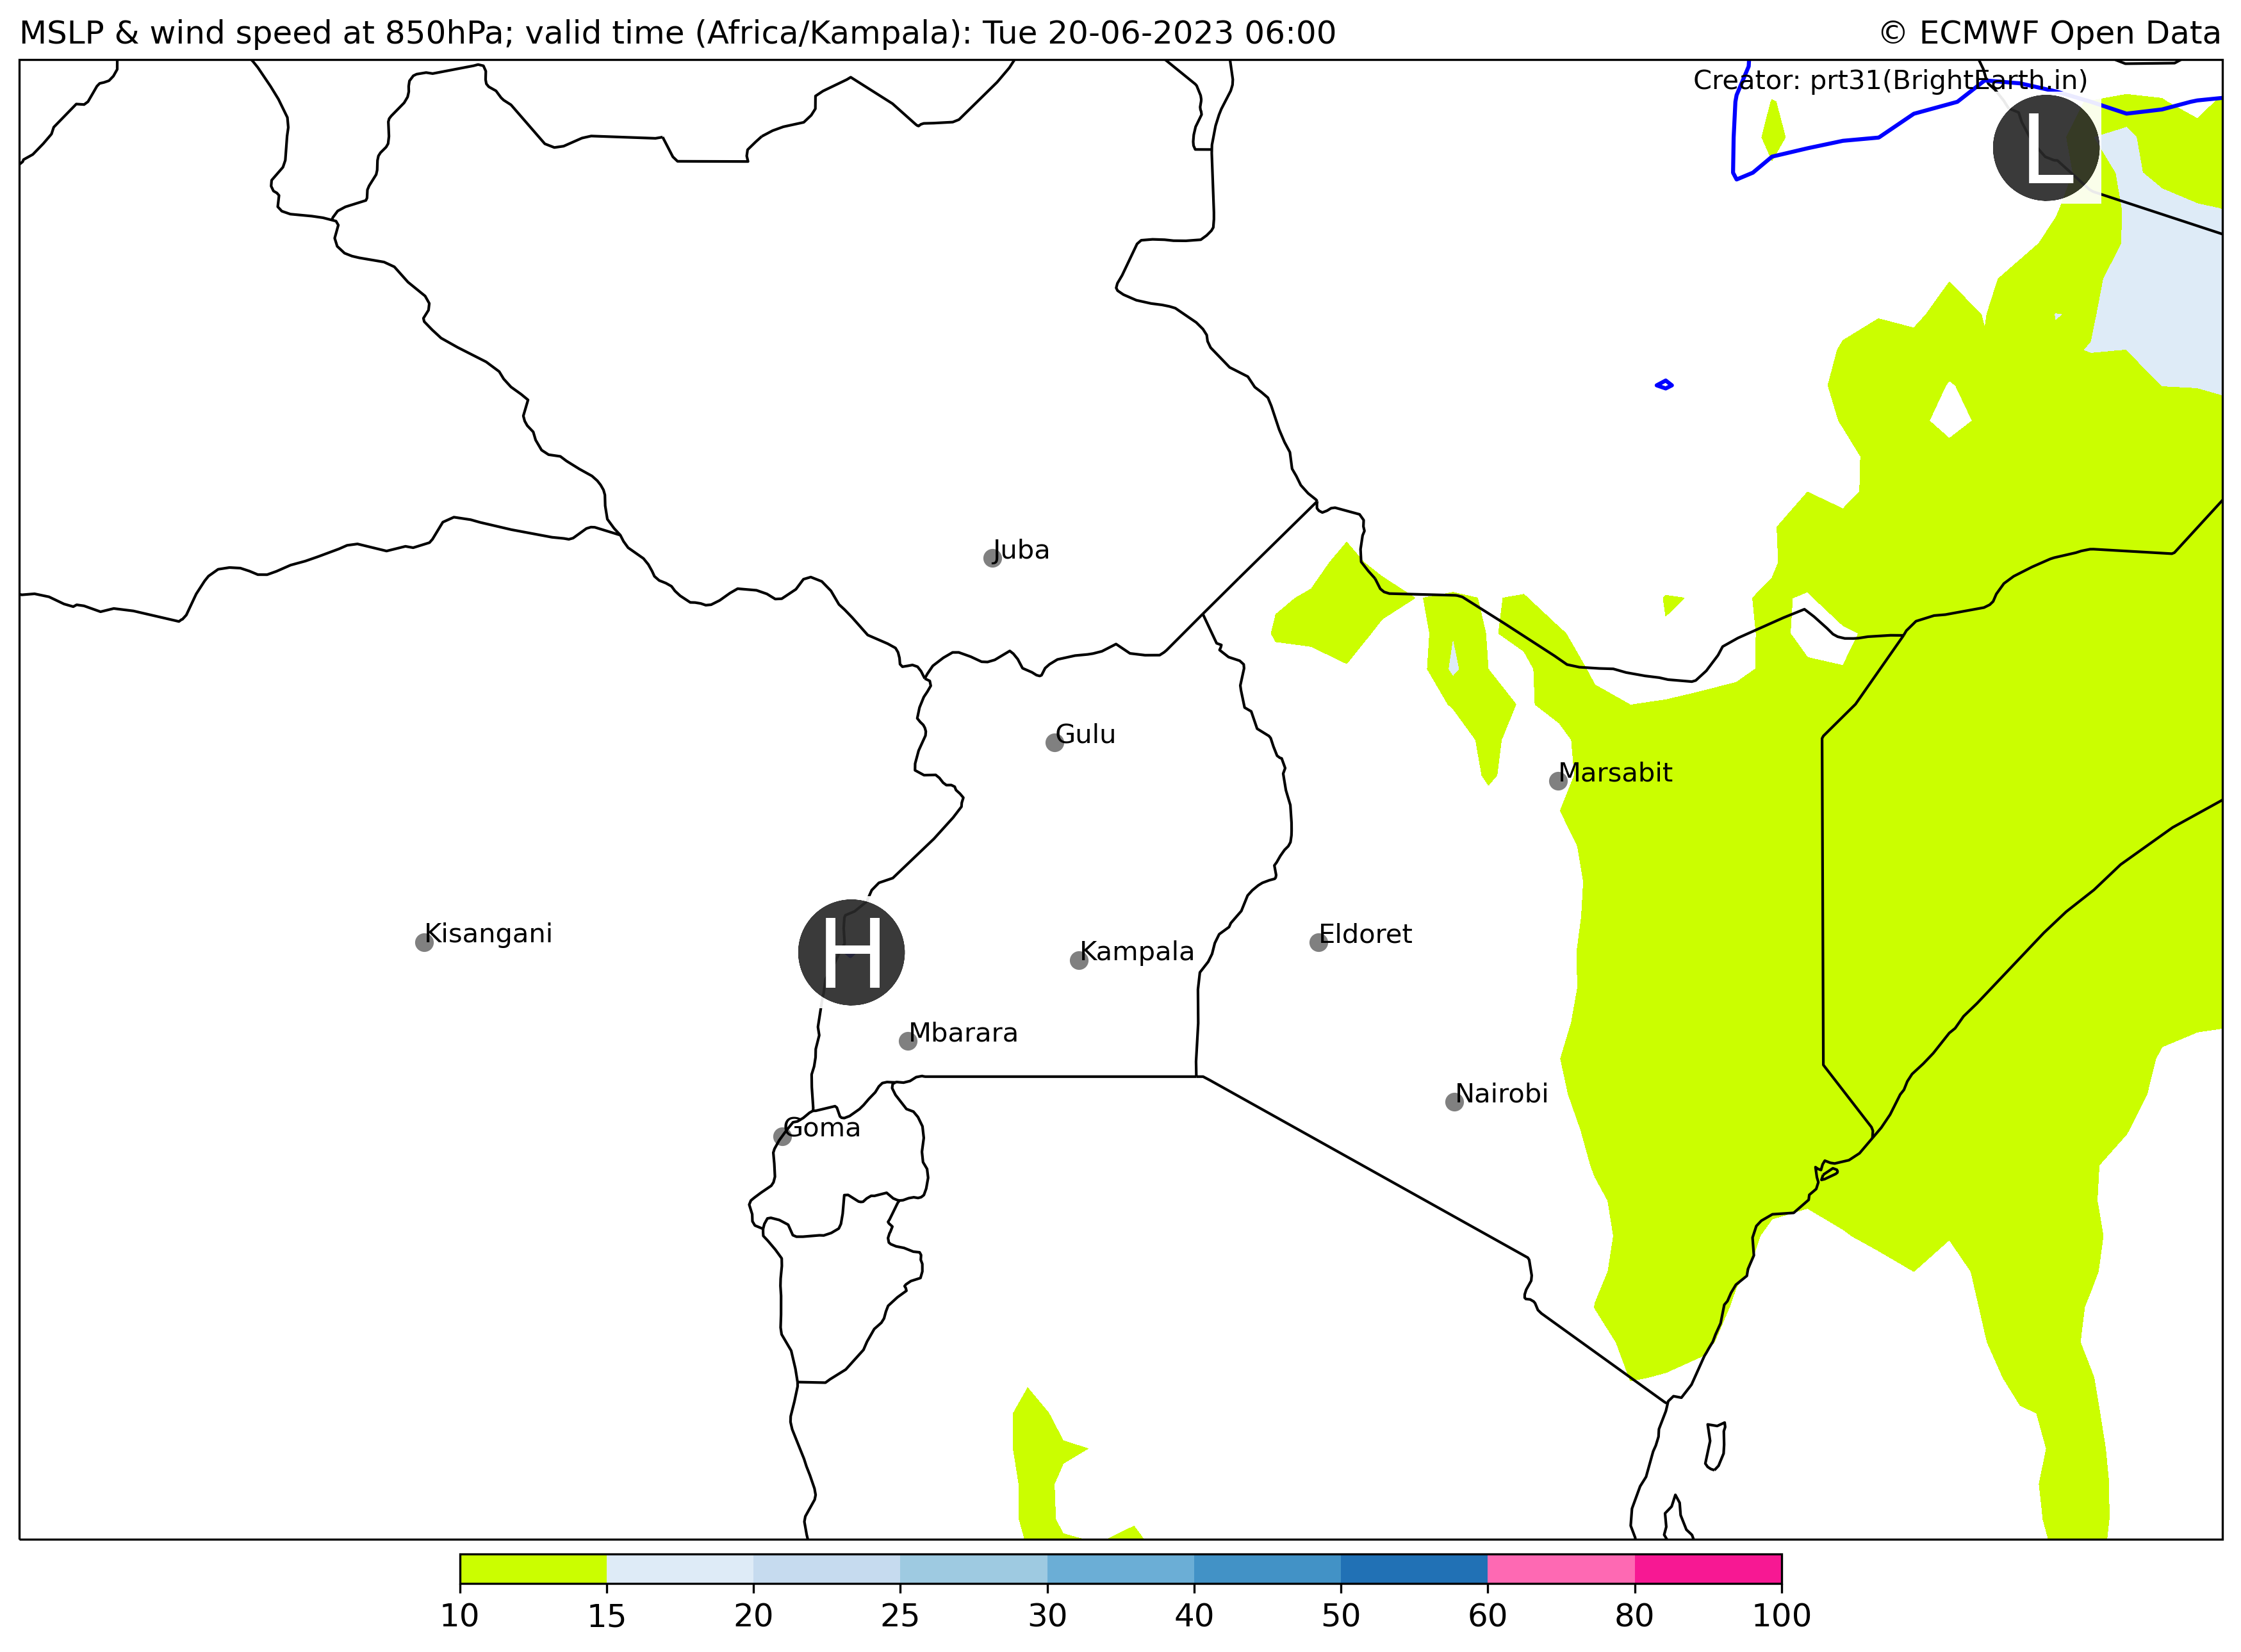 MSLP & wind speed at 850hPa; valid time (Africa/Kampala): Tue 20-06-2023 06:00
© ECMWF Open Data
Creator: prt31(BrightEarth.in)
L
Juba
Gulu
Marsabit
Kisangani
H
Kampala
Eldoret
Mbarara
Nairobi
Goma
10 15 20 25 30 40 50 60 80 100